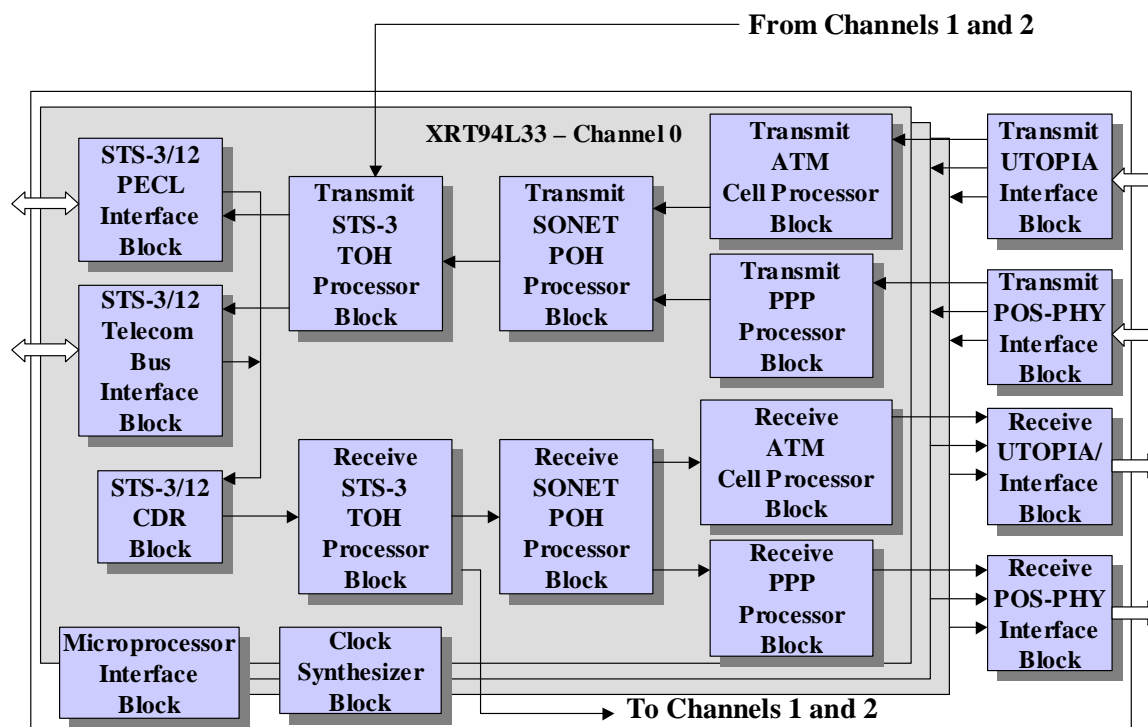 From Channels 1 and 2
XRT94L33 – Channel 0
STS-3/12
PECL
Interface
Block
Transmit
STS-3
TOH
Processor
Block
Transmit
SONET
POH
Processor
Block
Transmit
ATM
Cell Processor
Block
Transmit
UTOPIA
Interface
Block
STS-3/12
Telecom
Bus
Interface
Block
Transmit
PPP
Processor
Block
Transmit
POS-PHY
Interface
Block
STS-3/12
CDR
Block
Receive
STS-3
TOH
Processor
Block
Receive
SONET
POH
Processor
Block
Receive
ATM
Cell Processor
Block
Receive
UTOPIA/
Interface
Block
Receive
PPP
Processor
Block
Receive
POS-PHY
Interface
Block
Microprocessor
Interface
Block
Clock
Synthesizer
Block
To Channels 1 and 2